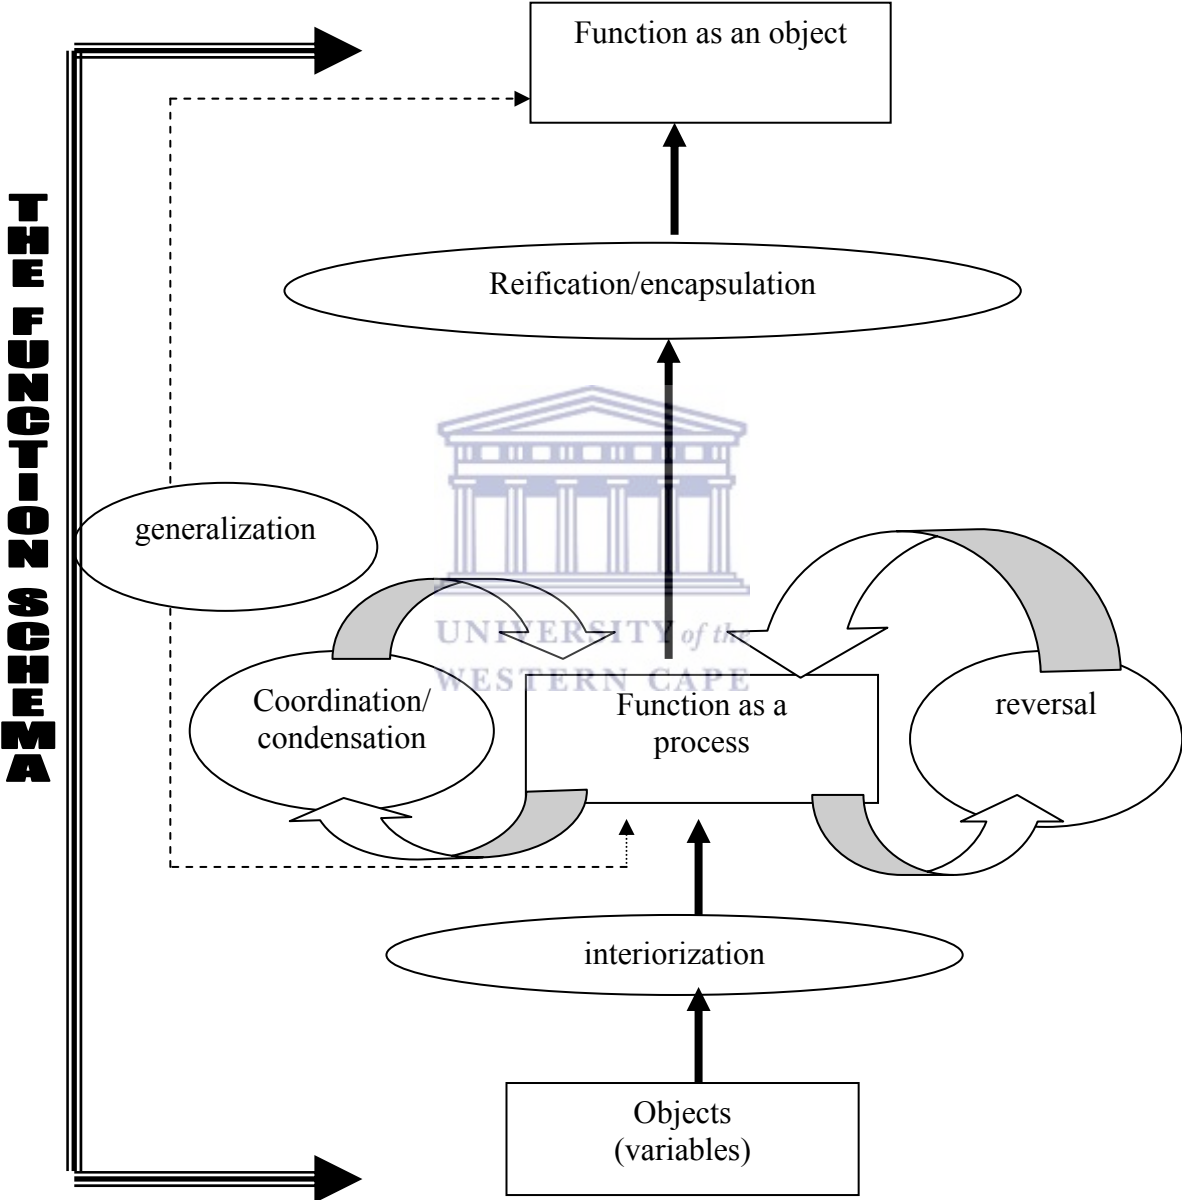 Function as an object
THE FUNCTION SCHEMA
Reification/encapsulation
generalization
UNIVERSITY of the
WESTERN CAPE
Coordination/
condensation
Function as a
process
reversal
interiorization
Objects
(variables)